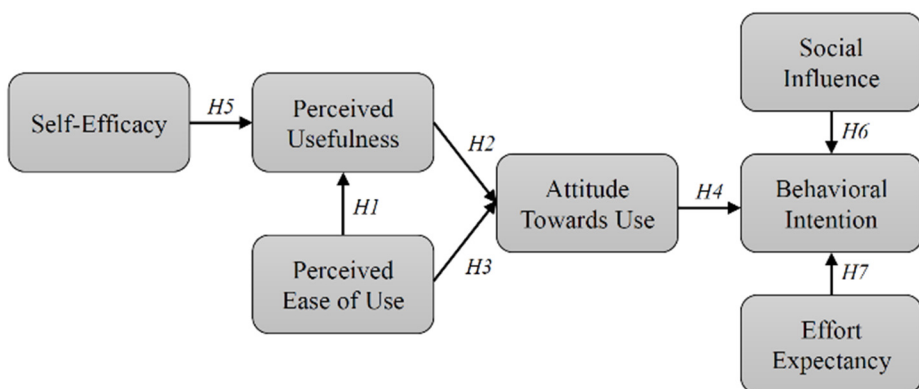 Self-Efficacy
H5
Perceived
Usefulness
H1
Perceived
Ease of Use
H2
H3
Attitude
Towards Use
H4
Social
Influence
H6
Behavioral
Intention
H7
Effort
Expectancy